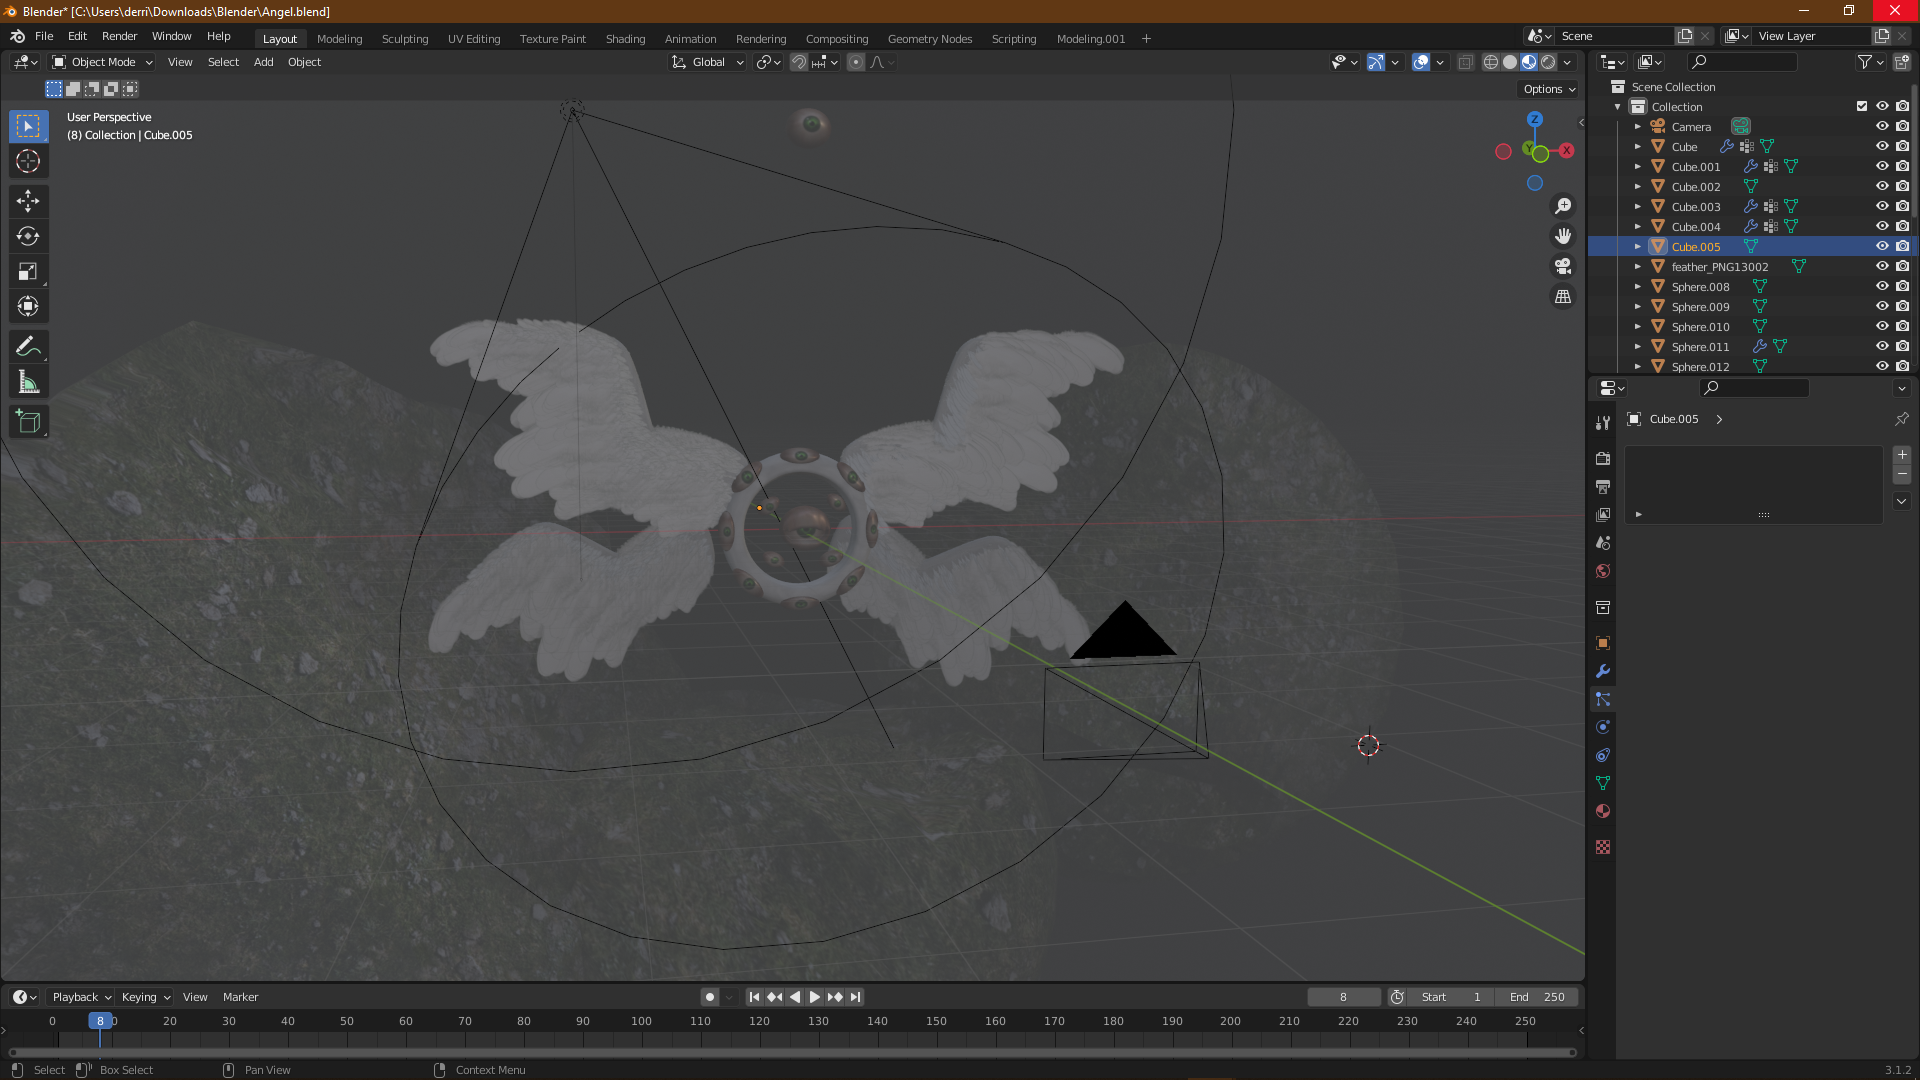 Blender* [C:\Users\derri\Downloads\Blender\Angel.blend]
File Edit Render Window Help Layout Modeling Sculpting UV Editing Texture Paint Shading Animation Rendering Compositing Geometry Nodes Scripting Modeling.001 + Scene View Layer
Object Mode View Select Add Object Global
Options
User Perspective
(8) Collection | Cube.005
Z
Y
X
Scene Collection
Collection
Camera
Cube
Cube.001
Cube.002
Cube.003
Cube.004
Cube.005
feather_PNG13002
Sphere.008
Sphere.009
Sphere.010
Sphere.011
Sphere.012
Cube.005
Playback Keying View Marker 8 Start 1 End 250
0 8 20 30 40 50 60 70 80 90 100 110 120 130 140 150 160 170 180 190 200 210 220 230 240 250
Select Box Select Pan View Context Menu 3.1.2